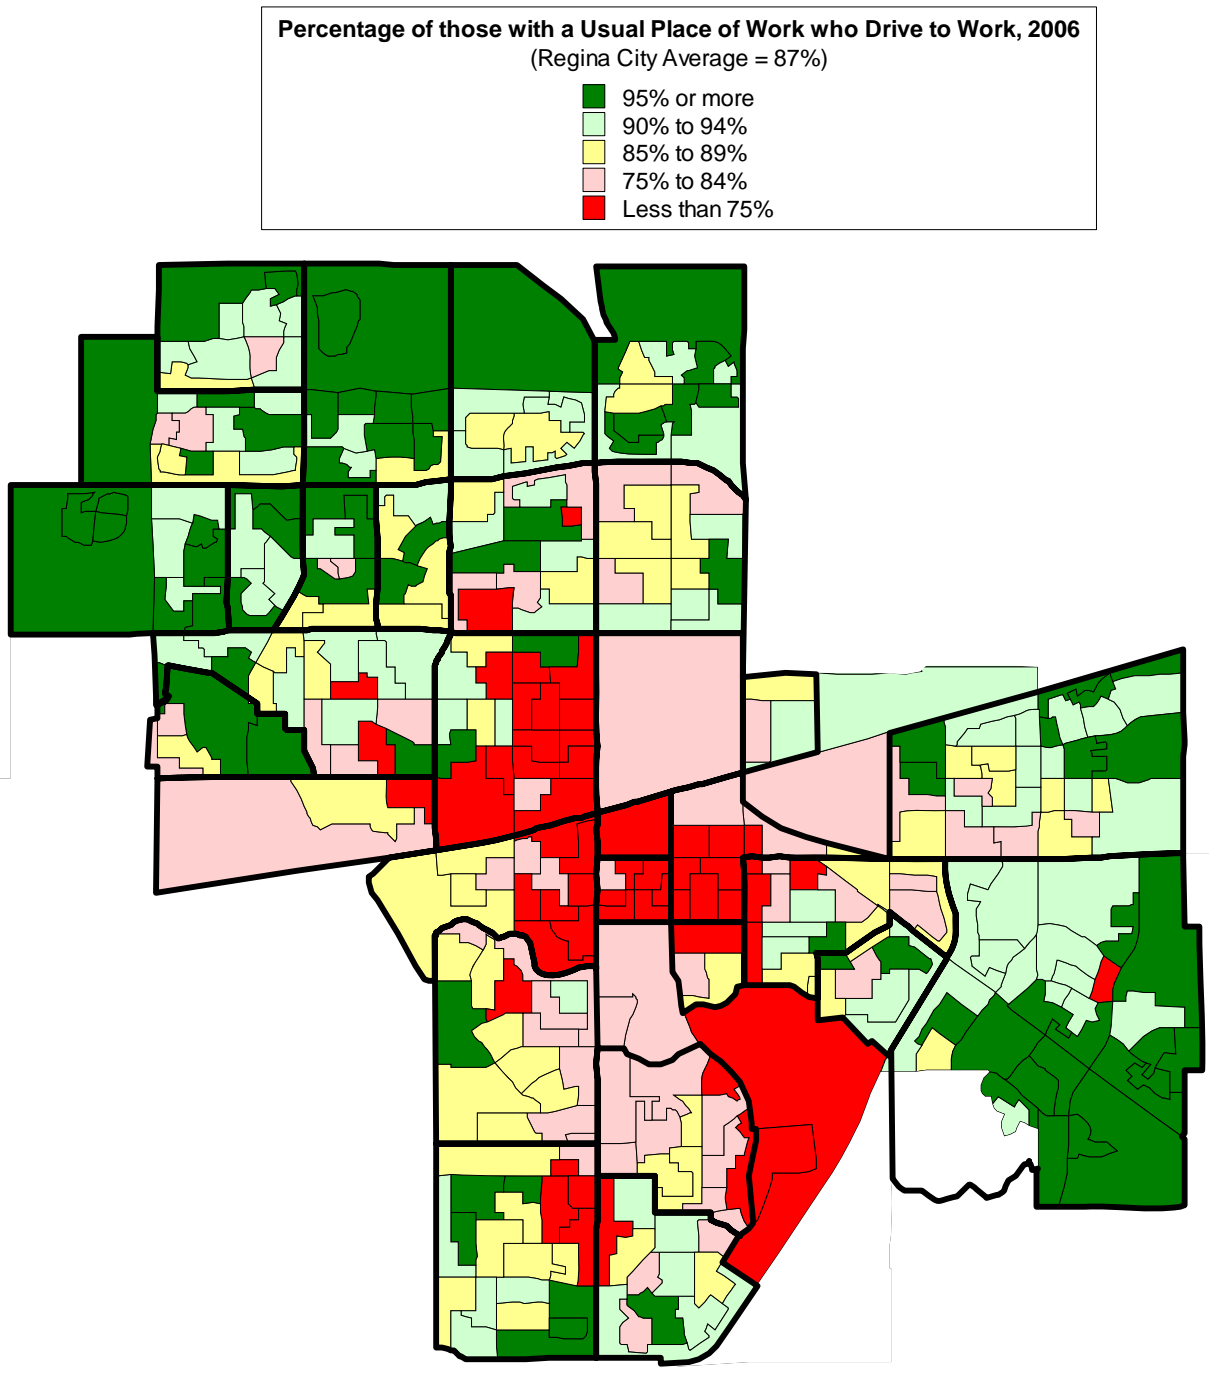 Percentage of those with a Usual Place of Work who Drive to Work, 2006
(Regina City Average = 87%)
95% or more
90% to 94%
85% to 89%
75% to 84%
Less than 75%